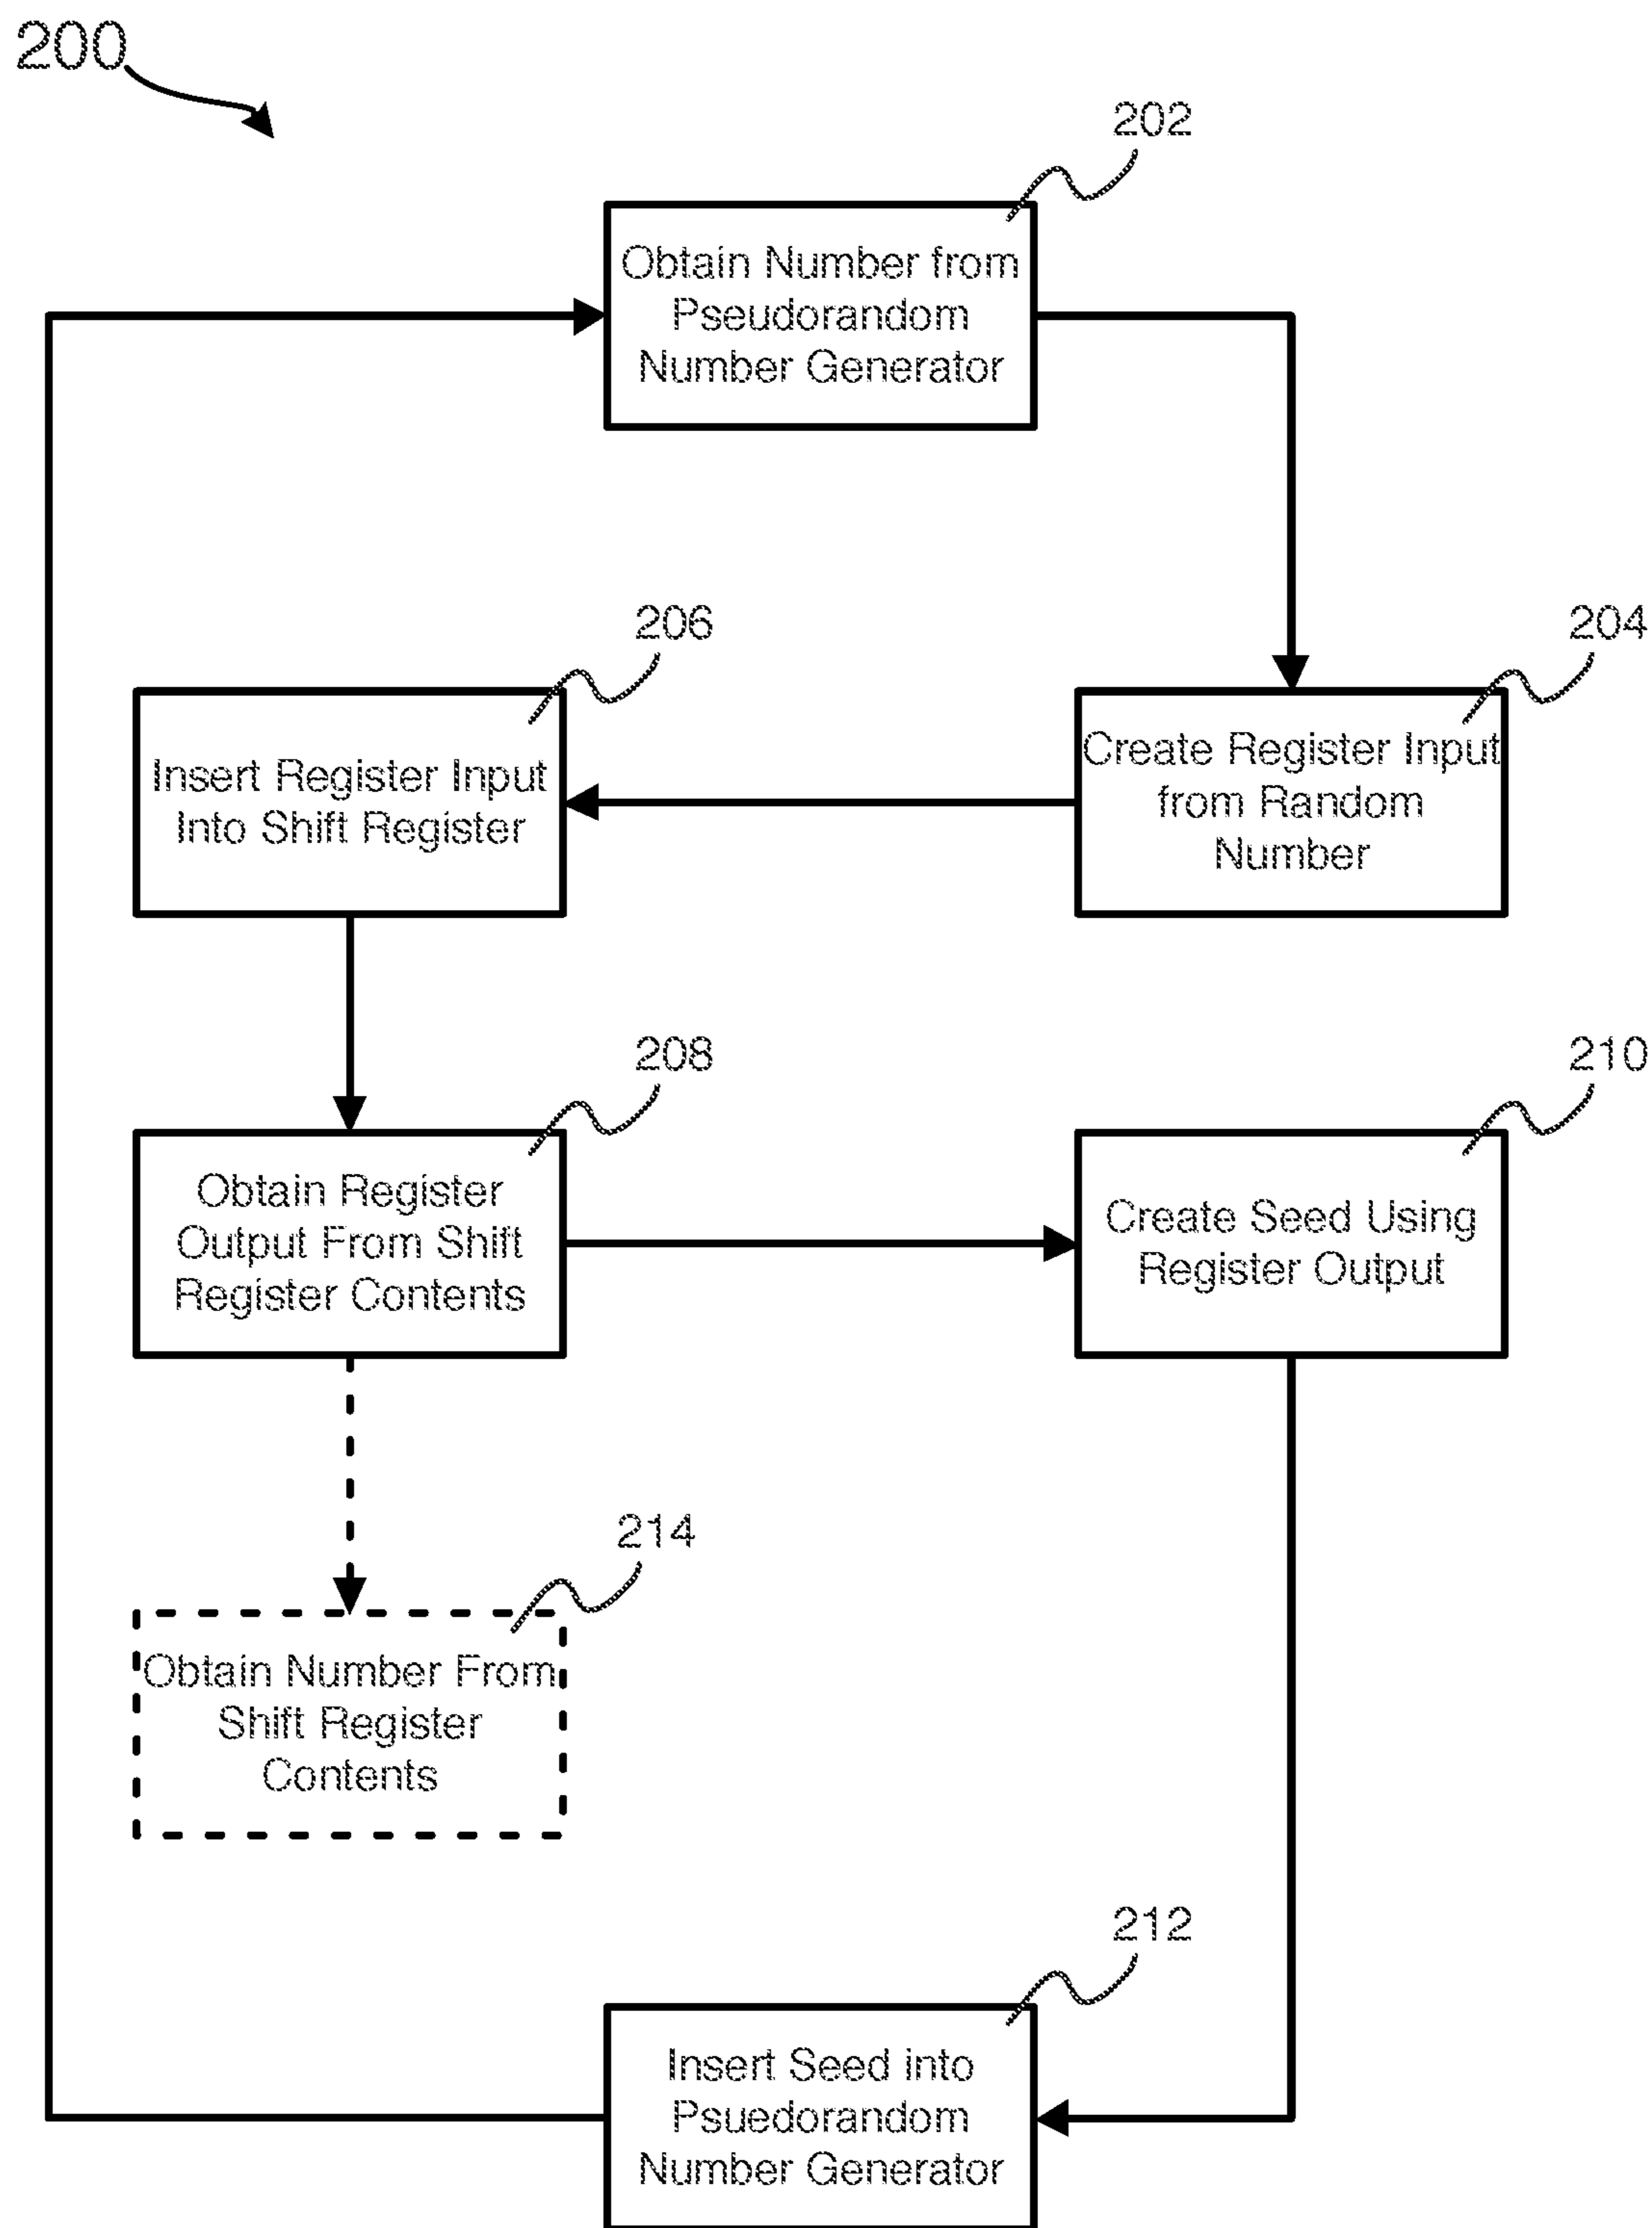 200
202
Obtain Number from
Pseudorandom
Number Generator
206
204
Insert Register Input
Into Shift Register
Create Register Input
from Random
Number
208
210
Obtain Register
Output From Shift
Register Contents
Create Seed Using
Register Output
214
Obtain Number From
Shift Register
Contents
212
Insert Seed into
Psuedorandom
Number Generator